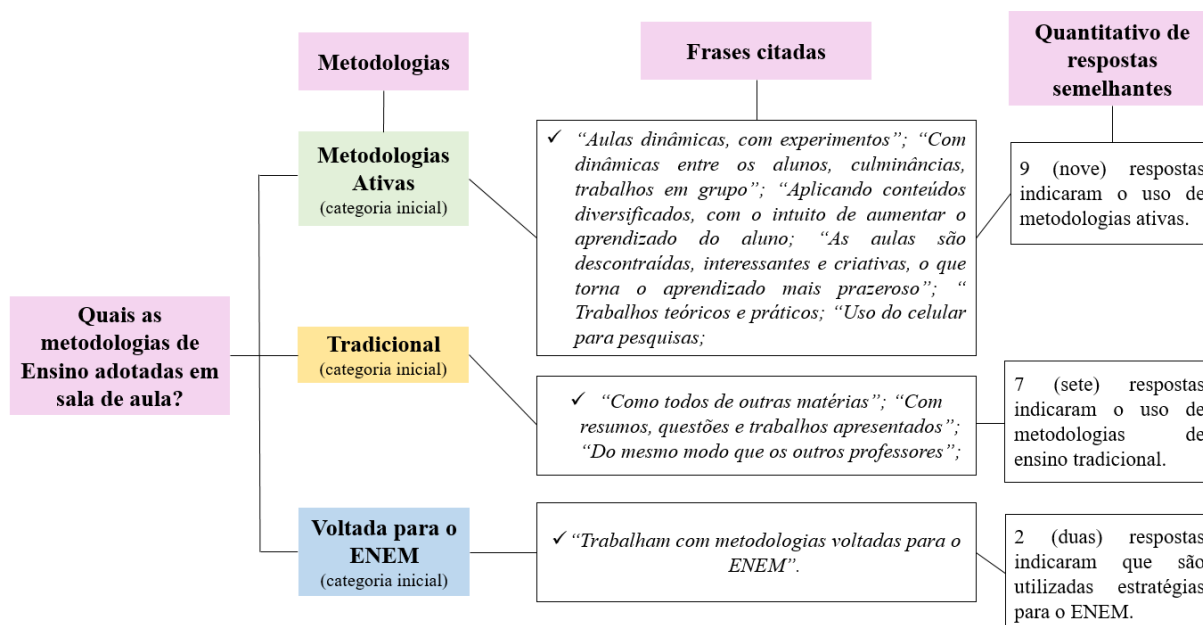 Quais as
metodologias de
Ensino adotadas em
sala de aula?
Metodologias
Metodologias
Ativas
(categoria inicial)
Tradicional
(categoria inicial)
Voltada para o
ENEM
(categoria inicial)
Frases citadas
✓ “Aulas dinâmicas, com experimentos”; “Com
dinâmicas entre os alunos, culminâncias,
trabalhos em grupo”; “Aplicando conteúdos
diversificados, com o intuito de aumentar o
aprendizado do aluno; “As aulas são
descontraídas, interessantes e criativas, o que
torna o aprendizado mais prazeroso”; “
Trabalhos teóricos e práticos; “Uso do celular
para pesquisas;
✓ “Como todos de outras matérias”; “Com
resumos, questões e trabalhos apresentados”;
“Do mesmo modo que os outros professores”;
✓ “Trabalham com metodologias voltadas para o
ENEM”.
Quantitativo de
respostas
semelhantes
9 (nove) respostas
indicaram o uso de
metodologias ativas.
7 (sete) respostas
indicaram o uso de
metodologias de
ensino tradicional.
2 (duas) respostas
indicaram que são
utilizadas estratégias
para o ENEM.